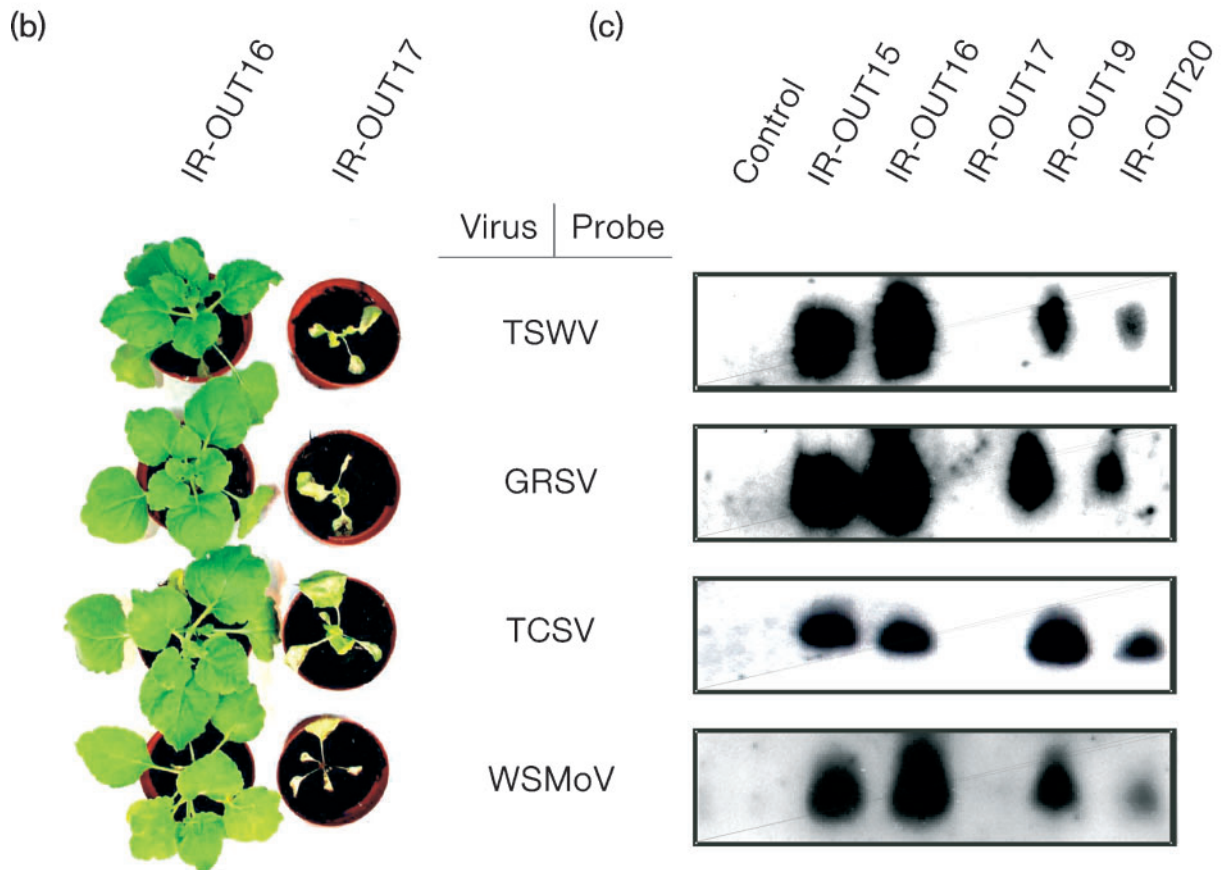 (b)
IR-OUT16
IR-OUT17
(c)
Control
IR-OUT15
IR-OUT16
IR-OUT17
IR-OUT19
IR-OUT20
Virus Probe
TSWV
GRSV
TCSV
WSMoV